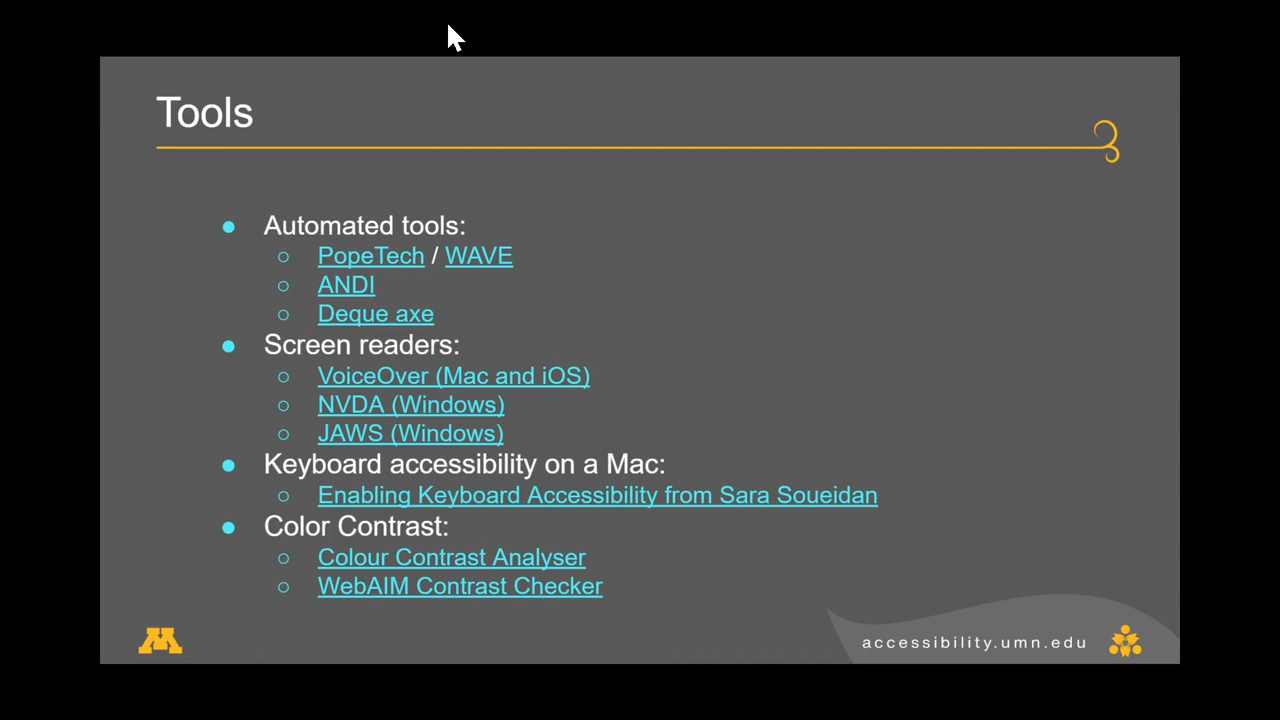 Tools
● Automated tools:
○ PopeTech / WAVE
○ ANDI
○ Deque axe
● Screen readers:
○ VoiceOver (Mac and iOS)
○ NVDA (Windows)
○ JAWS (Windows)
● Keyboard accessibility on a Mac:
○ Enabling Keyboard Accessibility from Sara Soueidan
● Color Contrast:
○ Colour Contrast Analyser
○ WebAIM Contrast Checker
M
accessibility.umn.edu